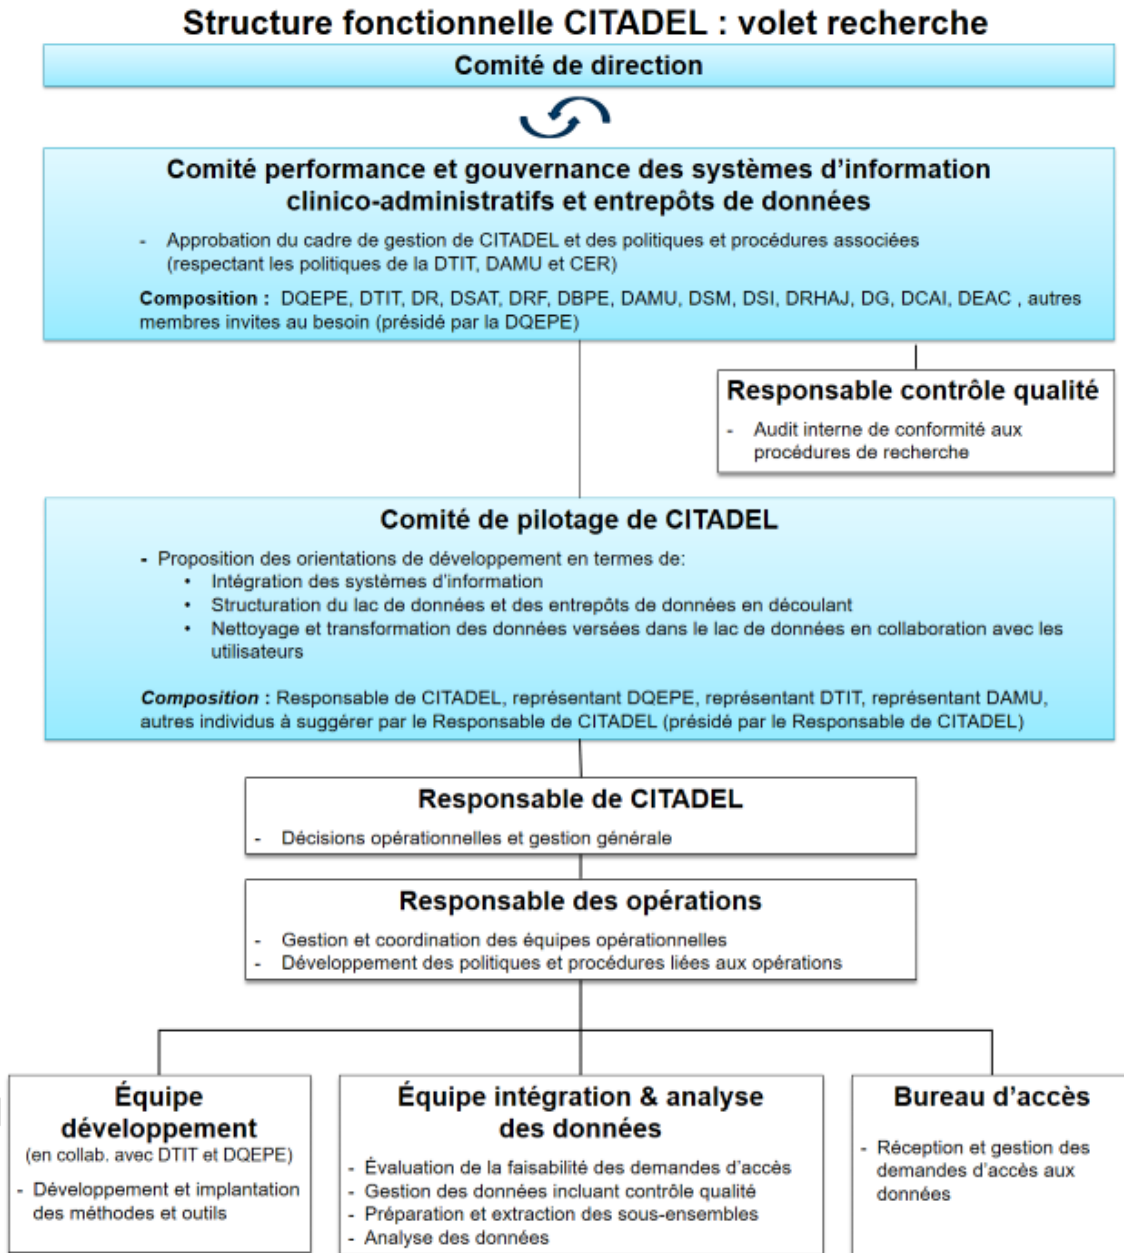 Structure fonctionnelle CITADEL : volet recherche
Comité de direction
Comité performance et gouvernance des systèmes d'information
clinico-administratifs et entrepôts de données
- Approbation du cadre de gestion de CITADEL et des politiques et procédures associées
(respectant les politiques de la DTIT, DAMU et CER)
Composition : DQEPE, DTIT, DR, DSAT, DRF, DBPE, DAMU, DSM, DSI, DRHAJ, DG, DCAI, DEAC , autres
membres invites au besoin (présidé par la DQEPE)
Responsable contrôle qualité
- Audit interne de conformité aux
procédures de recherche
Comité de pilotage de CITADEL
- Proposition des orientations de développement en termes de:
• Intégration des systèmes d'information
• Structuration du lac de données et des entrepôts de données en découlant
• Nettoyage et transformation des données versées dans le lac de données en collaboration avec les
utilisateurs
Composition : Responsable de CITADEL, représentant DQEPE, représentant DTIT, représentant DAMU,
autres individus à suggérer par le Responsable de CITADEL (présidé par le Responsable de CITADEL)
Responsable de CITADEL
- Décisions opérationnelles et gestion générale
Responsable des opérations
- Gestion et coordination des équipes opérationnelles
- Développement des politiques et procédures liées aux opérations
Équipe
développement
(en collab. avec DTIT et DQEPE)
- Développement et implantation
des méthodes et outils
Équipe intégration & analyse
des données
- Évaluation de la faisabilité des demandes d'accès
- Gestion des données incluant contrôle qualité
- Préparation et extraction des sous-ensembles
- Analyse des données
Bureau d'accès
- Réception et gestion des
demandes d'accès aux
données